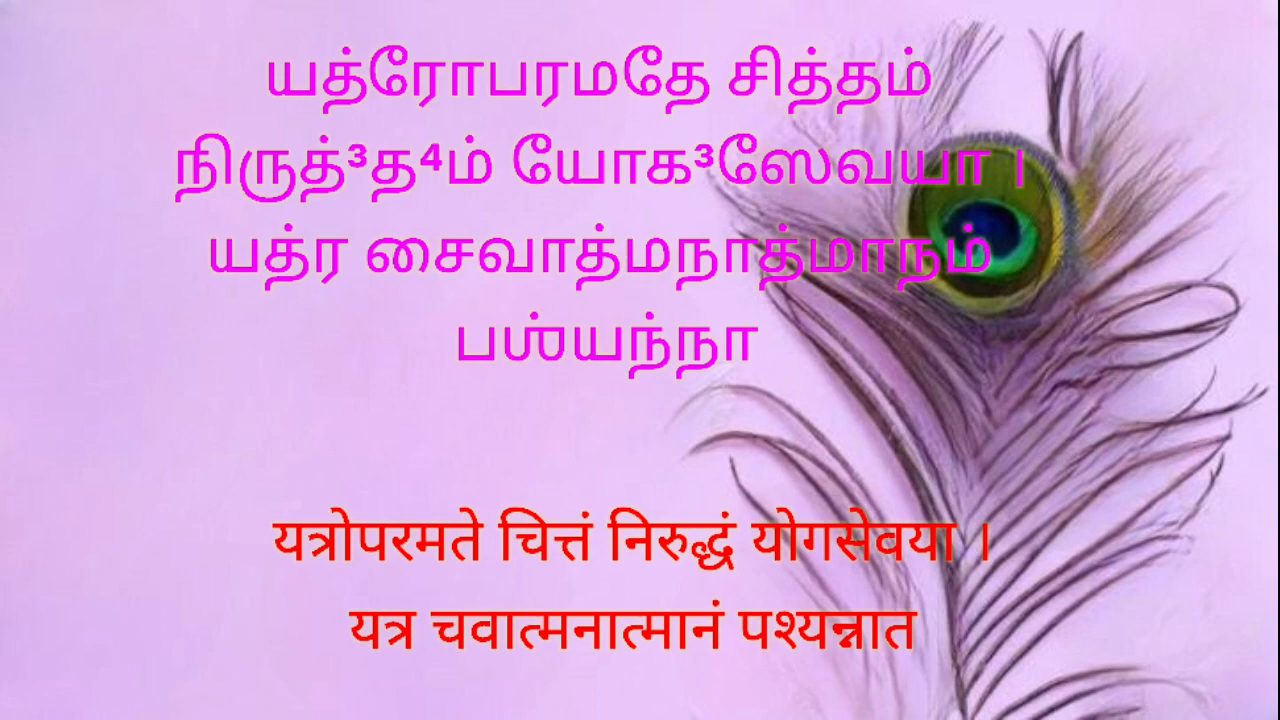 யத்ரோபரமதே சித்தம்
நிருத்³த⁴ம் யோக³ஸேவயா ।
யத்ர சைவாத்மநாத்மாநம்
பஶ்யந்நா
यत्रोपरमते चित्तं निरुद्धं योगसेवया ।
यत्र चवात्मनात्मानं पश्यन्नात